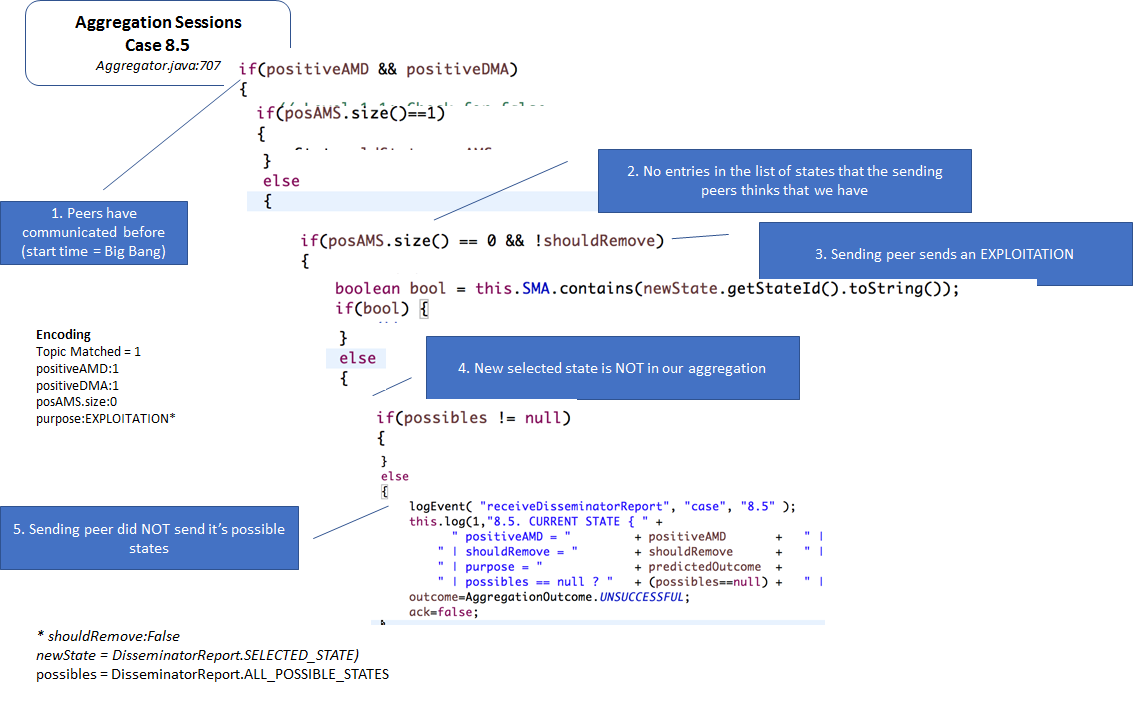 Aggregation Sessions
Case 8.5
Aggregator.java:707
if(positiveAMD && positiveDMA)
{
if(posAMS.size()==1)
{
}
else
{
2. No entries in the list of states that the sending
peers thinks that we have
1. Peers have
communicated before
(start time = Big Bang)
if(posAMS.size() == 0 && !shouldRemove)
{
3. Sending peer sends an EXPLOITATION
boolean bool = this.SMA.contains(newState.getStateId().toString());
if(bool) {
}
else
{
4. New selected state is NOT in our aggregation
Encoding
Topic Matched = 1
positiveAMD:1
positiveDMA:1
posAMS.size:0
purpose:EXPLOITATION*
if(possibles != null)
{
}
else
{
logEvent( "receiveDisseminatorReport", "case", "8.5" );
this.log(1,"8.5. CURRENT STATE { " +
" positiveAMD = " + positiveAMD + " |
" | shouldRemove = " + shouldRemove + " |
" | purpose = " + predictedOutcome +
" | possibles == null ? " + (possibles==null) + " |
outcome=AggregationOutcome.UNSUCCESSFUL;
ack=false;
5. Sending peer did NOT send it's possible
states
* shouldRemove:False
newState = DisseminatorReport.SELECTED_STATE)
possibles = DisseminatorReport.ALL_POSSIBLE_STATES